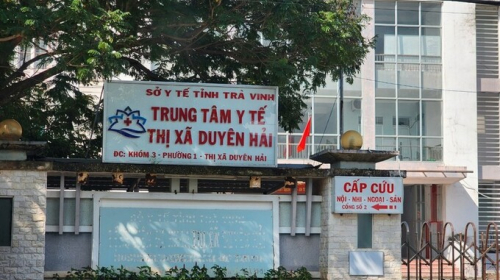 SỞ Y TẾ TỈNH TRÀ VINH
TRUNG TÂM Y TẾ
THỊ XÃ DUYÊN HẢI
ĐC: KHÓM 3 - PHƯỜNG 1 - THỊ XÃ DUYÊN HẢI
CẤP CỨU
NỘI - NHI - NGOẠI - SẢN
CỔNG SỐ 2